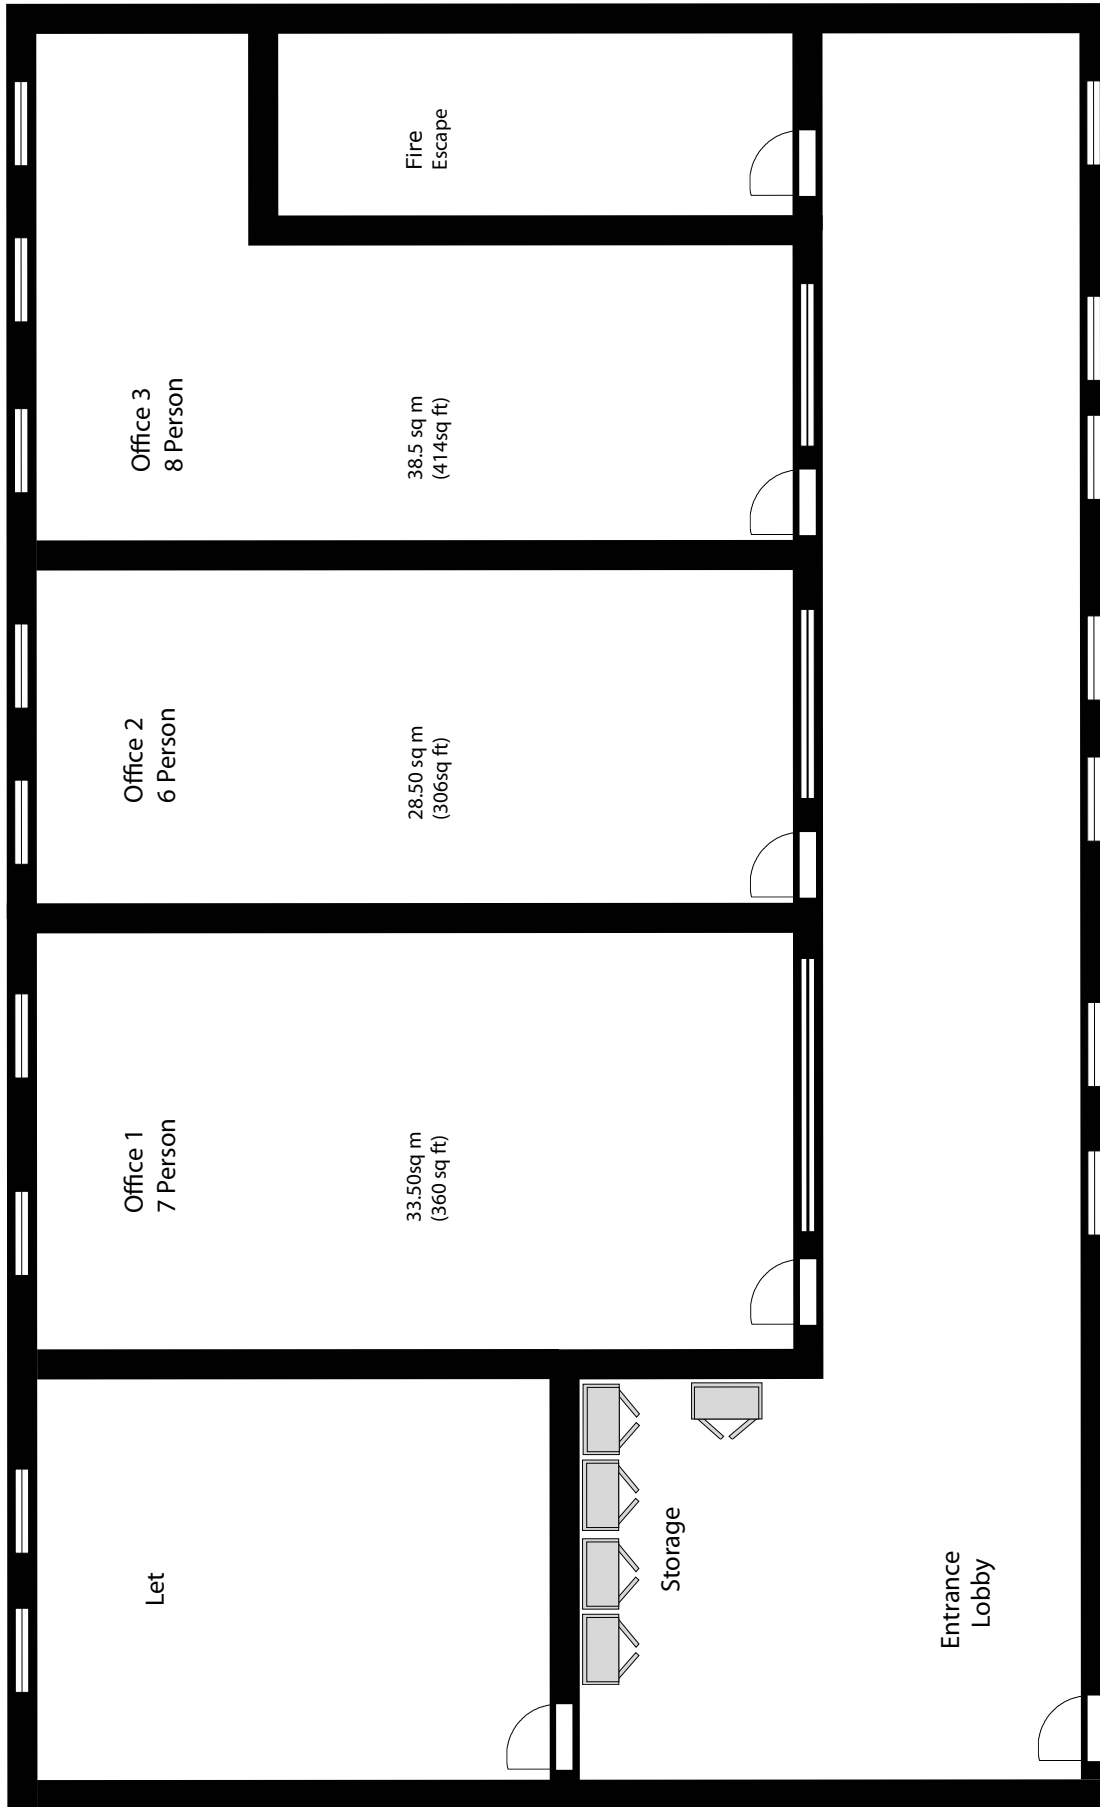 Let
Storage
Entrance
Lobby
Office 1
7 Person
33.50sq m
(360 sq ft)
Office 2
6 Person
28.50 sq m
(306sq ft)
Office 3
8 Person
38.5 sq m
(414sq ft)
Fire
Escape